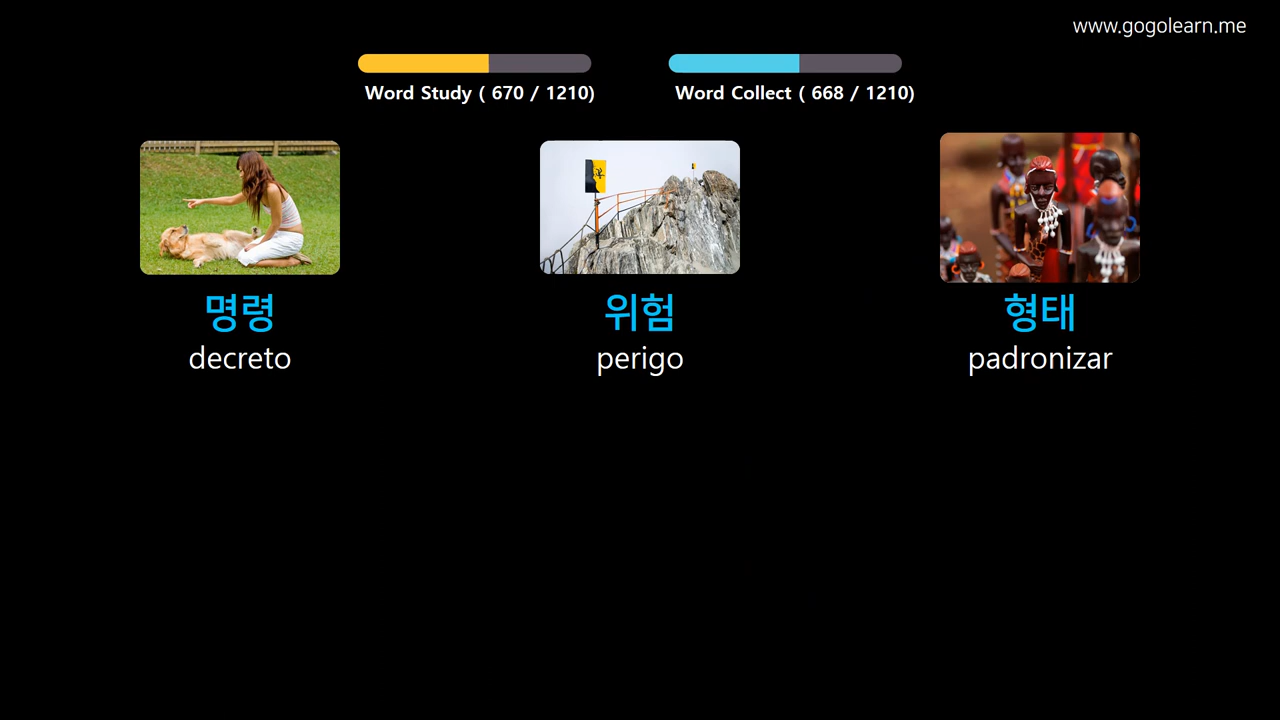 www.gogolearn.me
Word Study ( 670 / 1210)
Word Collect ( 668 / 1210)
명령
decreto
위험
perigo
형태
padronizar